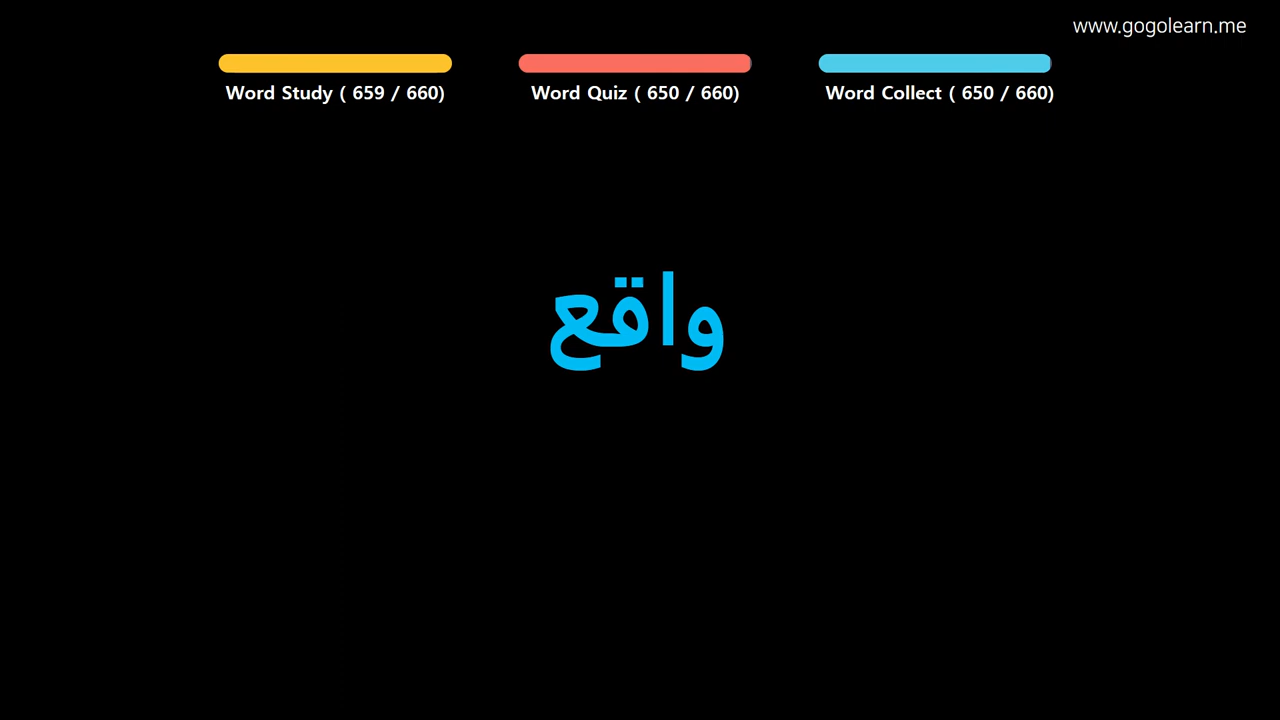 www.gogolearn.me
Word Study ( 659 / 660)
Word Quiz ( 650 / 660)
Word Collect ( 650 / 660)
واقع